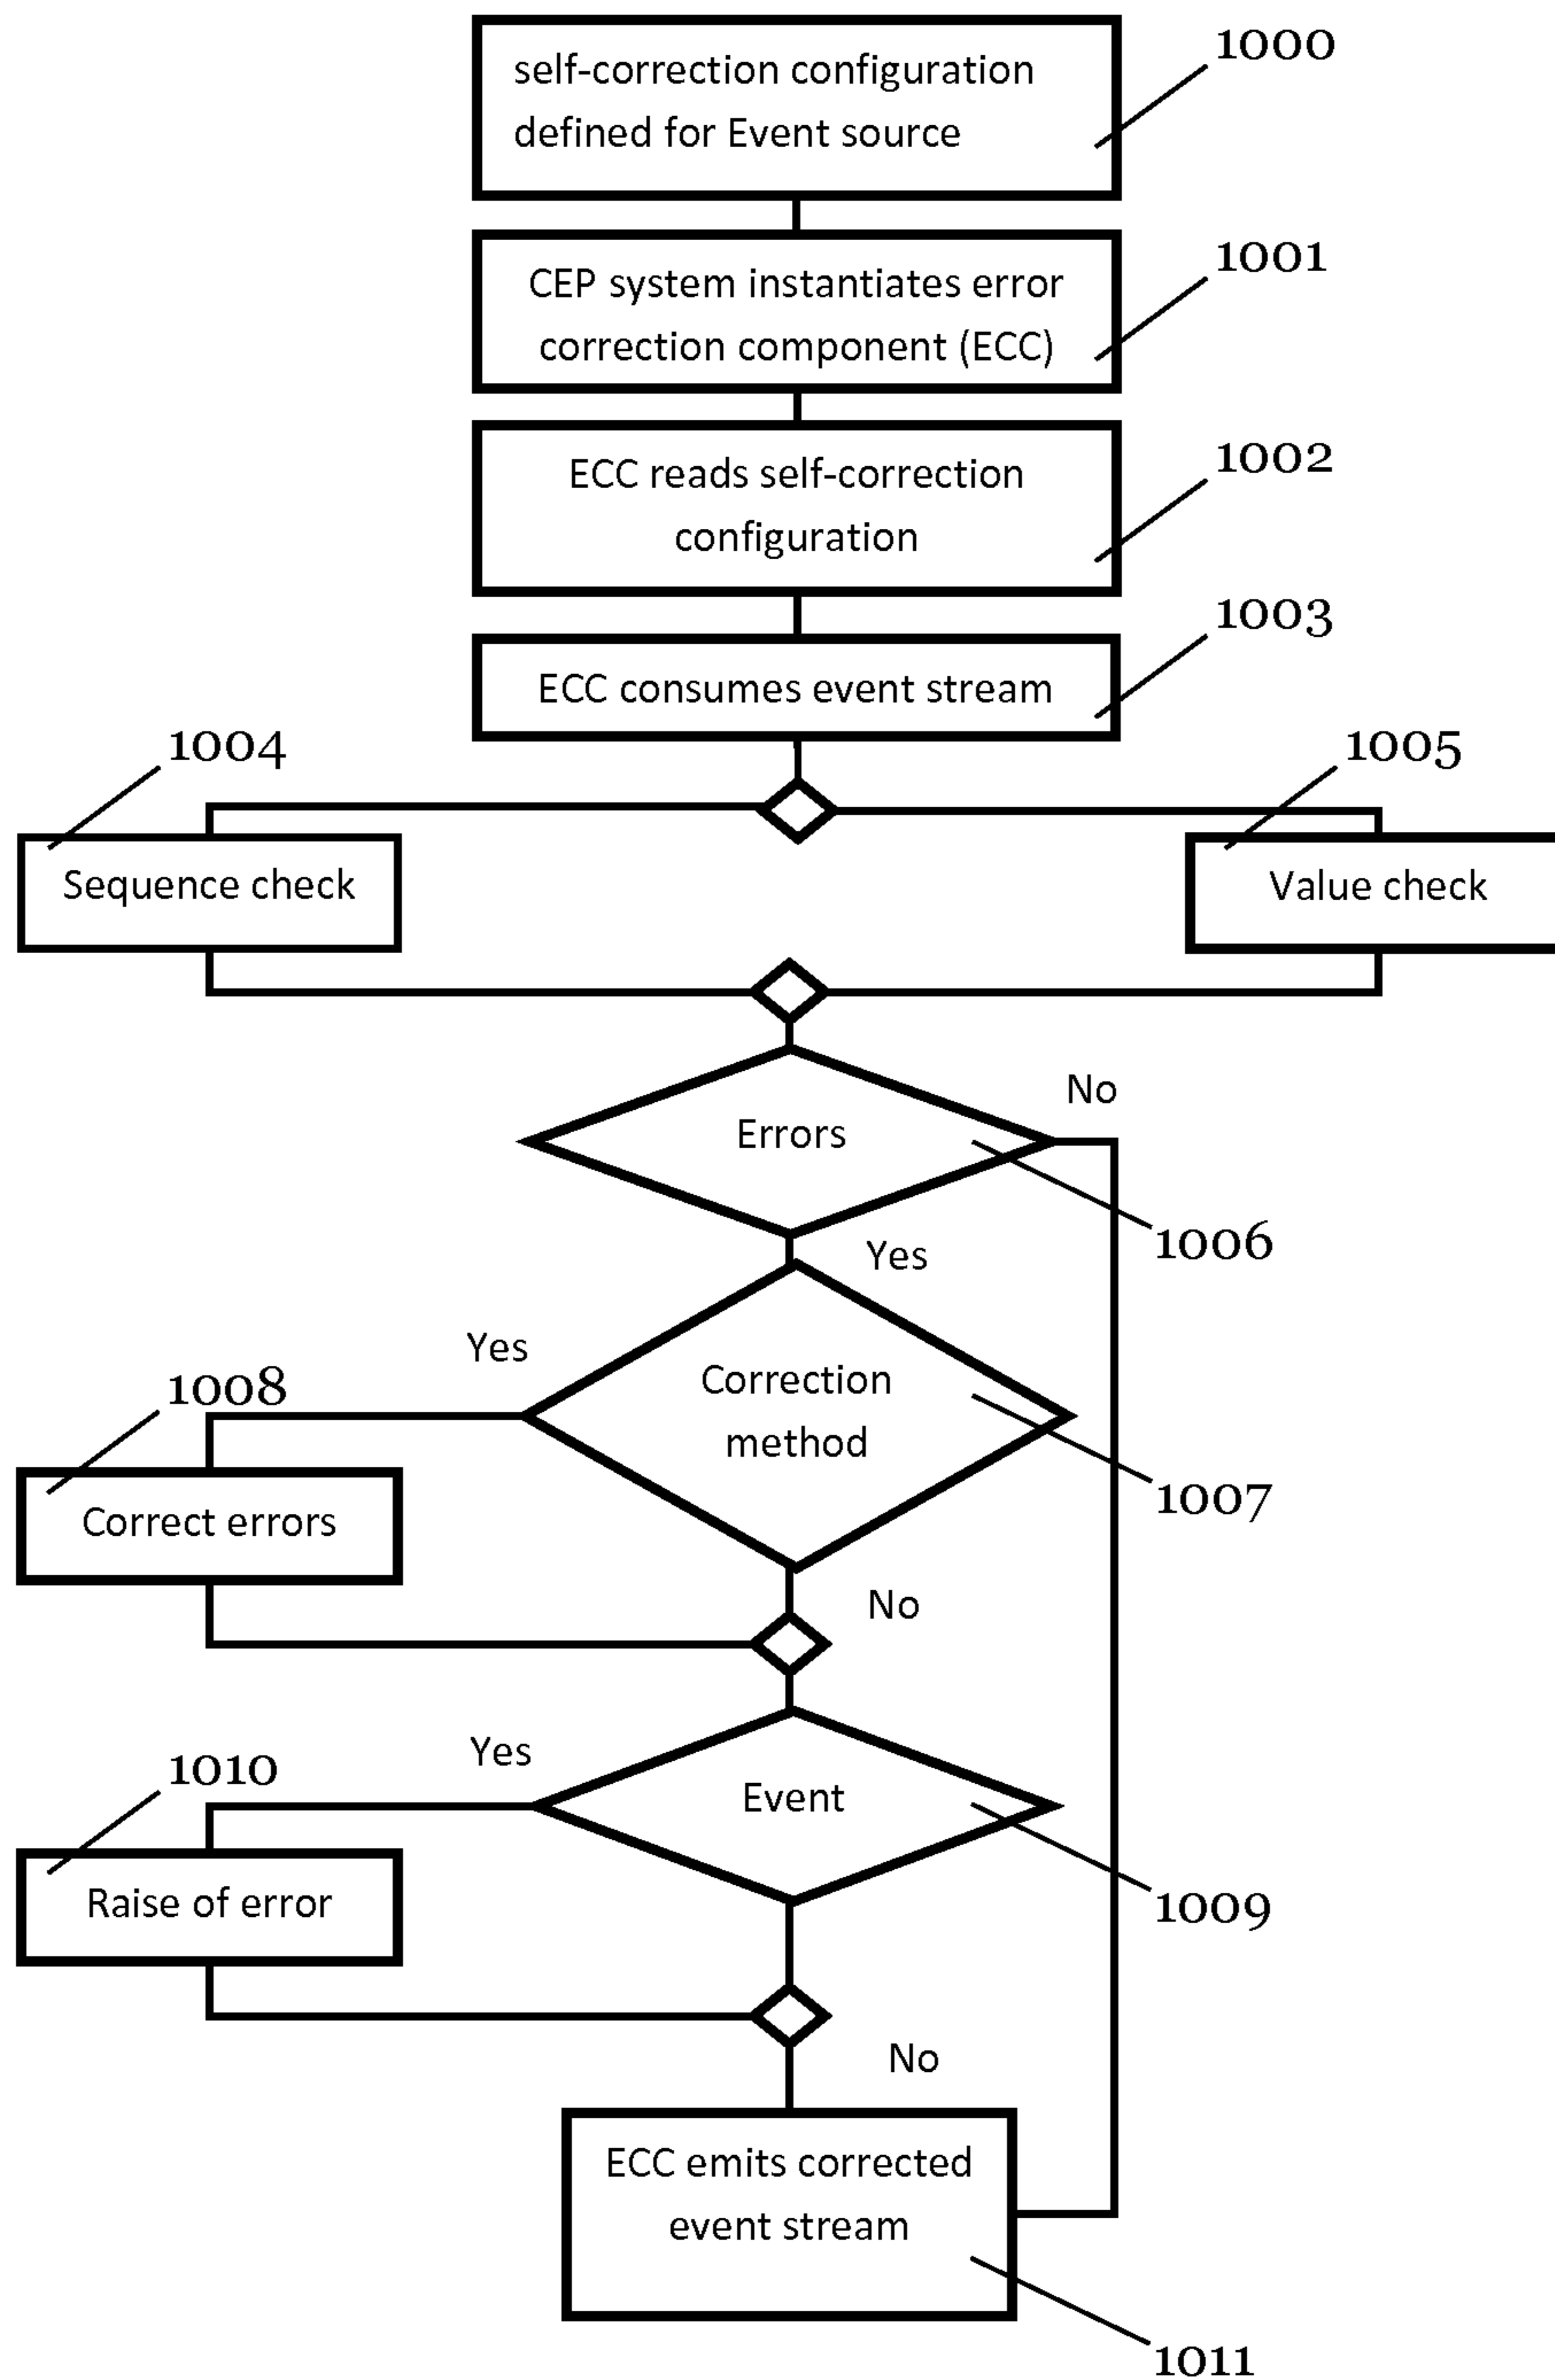 1000
self-correction configuration
defined for Event source
1001
CEP system instantiates error
correction component (ECC)
1002
ECC reads self-correction
configuration
1003
ECC consumes event stream
1004
1005
Sequence check
Value check
No
Errors
1006
Yes
Yes
Correction
method
1008
1007
Correct errors
No
Yes
1010
Event
Raise of error
1009
No
ECC emits corrected
event stream
1011